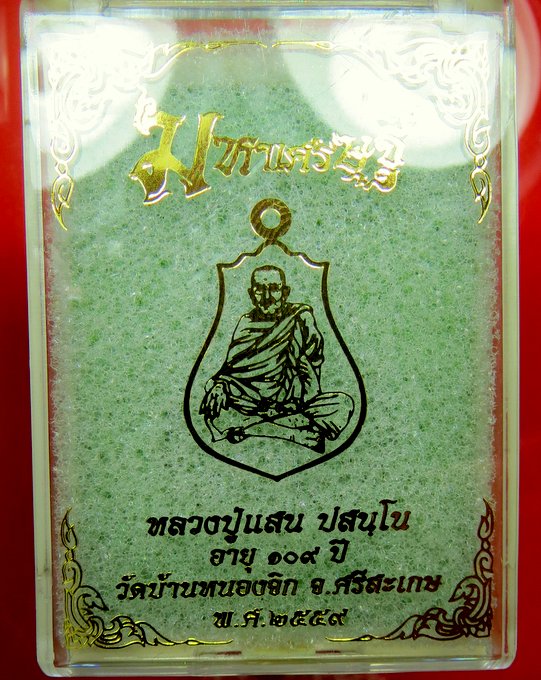 มหาเศรษฐี
หลวงปู่แสน ปสนฺโน
อายุ ๑๐๙ ปี
วัดบ้านหนองจิก จ.ศรีสะเกษ
พ.ศ.๒๕๕๙